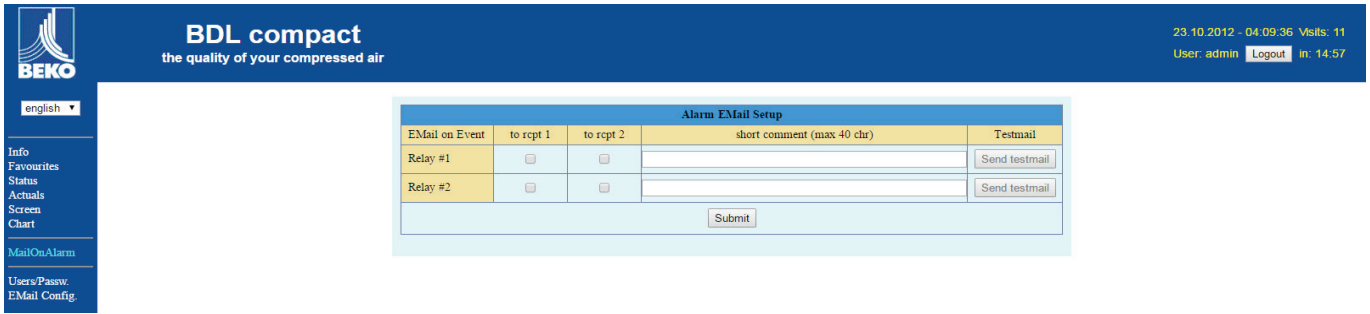 BEKO
BDL compact
the quality of your compressed air
23.10.2012 - 04:09:36 Visits: 11
User: admin Logout in: 14:57
english
Info
Favourites
Status
Actuals
Screen
Chart
MailOnAlarm
Users/Passw.
EMail Config.
Alarm EMail Setup
EMail on Event to rcpt 1 to rcpt 2 short comment (max 40 chr) Testmail
Relay #1 Send testmail
Relay #2 Send testmail
Submit